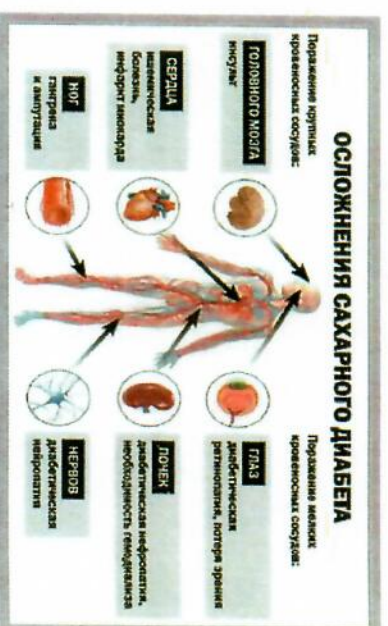 ОСЛОЖНЕНИЯ САХАРНОГО ДИАБЕТА
Поражение крупных
кровеносных сосудов:
ГОЛОВНОГО МОЗГА
инсульт
СЕРДЦА
ишемическая
болезнь,
инфаркт миокарда
НОГ
гангрена
и ампутация
Поражение мелких
кровеносных сосудов:
ГЛАЗ
диабетическая
ретинопатия, потеря зрения
ПОЧЕК
диабетическая нефропатия,
необходимость гемодиализа
НЕРВОВ
диабетическая
нейропатия